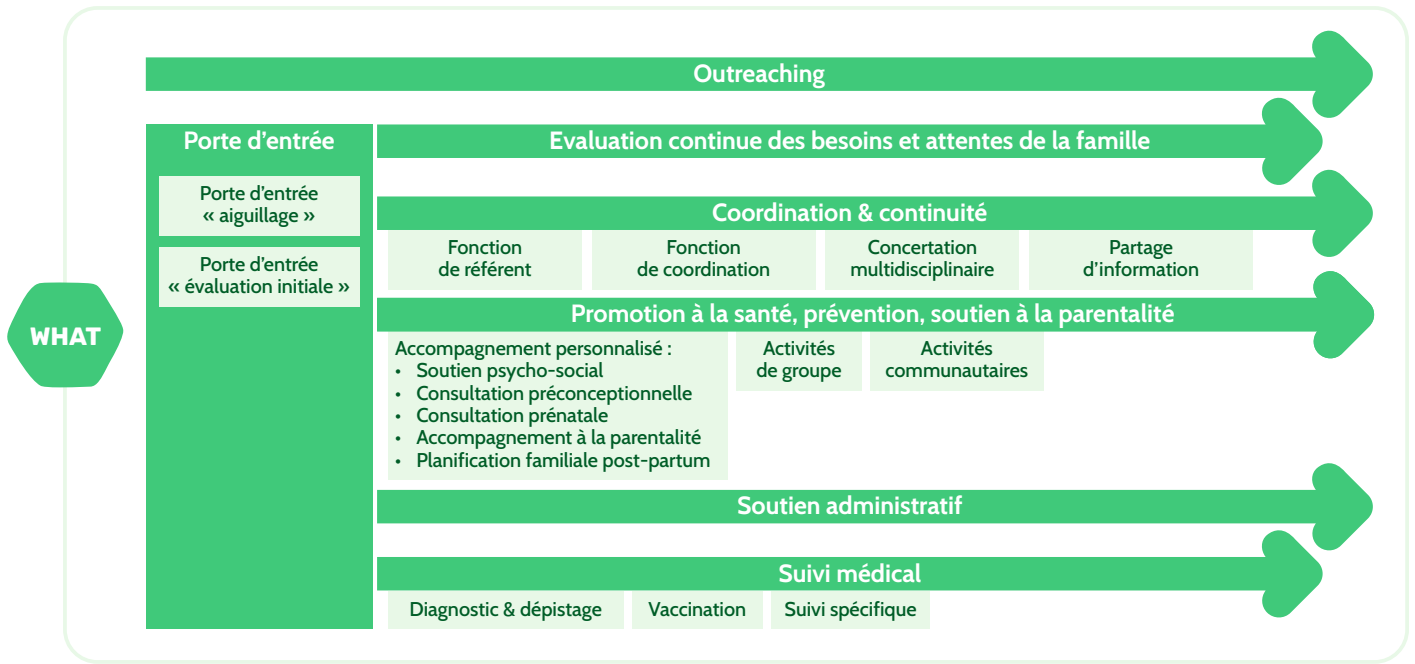 WHAT
Outreaching
Porte d’entrée
Porte d’entrée
« aiguillage »
Porte d’entrée
« évaluation initiale »
Evaluation continue des besoins et attentes de la famille
Coordination & continuité
Fonction
de référent
Fonction
de coordination
Concertation
multidisciplinaire
Partage
d’information
Promotion à la santé, prévention, soutien à la parentalité
Accompagnement personnalisé :
• Soutien psycho-social
• Consultation préconceptionnelle
• Consultation prénatale
• Accompagnement à la parentalité
• Planification familiale post-partum
Activités
de groupe
Activités
communautaires
Soutien administratif
Suivi médical
Diagnostic & dépistage
Vaccination
Suivi spécifique